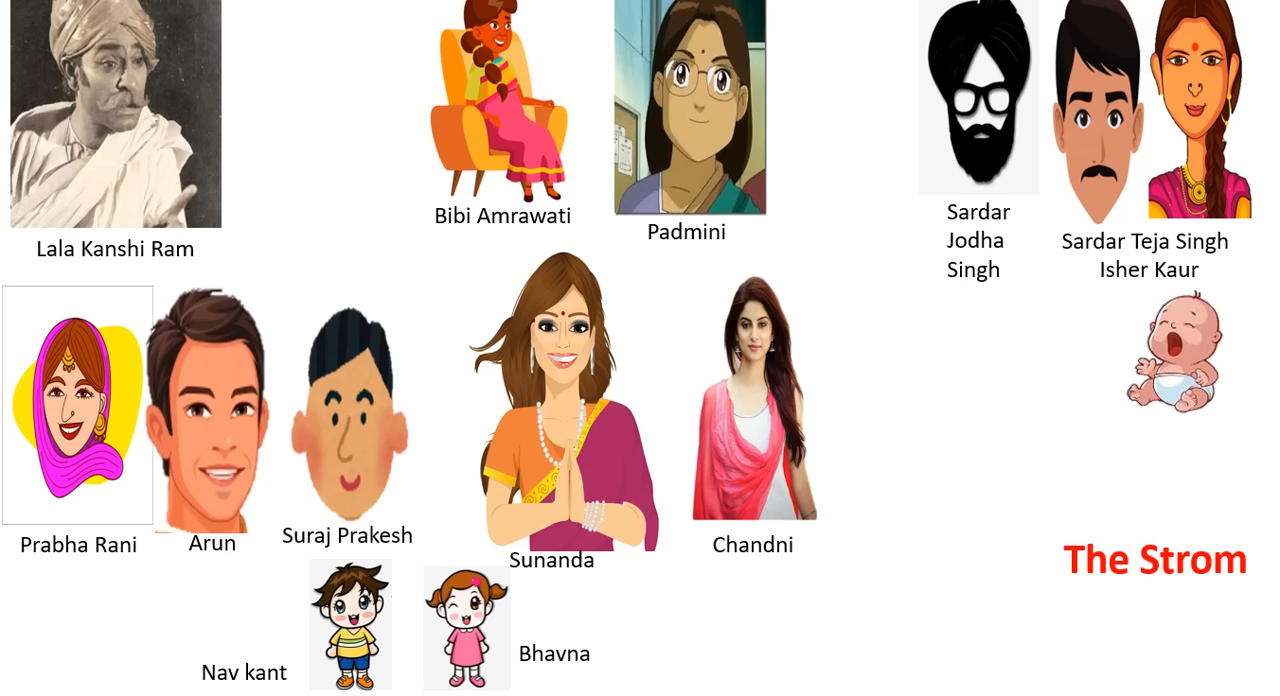 Lala Kanshi Ram
Bibi Amrawati
Padmini
Sardar
Jodha
Singh
Sardar Teja Singh
Isher Kaur
Prabha Rani
Arun
Suraj Prakesh
Sunanda
Chandni
The Strom
Nav kant
Bhavna